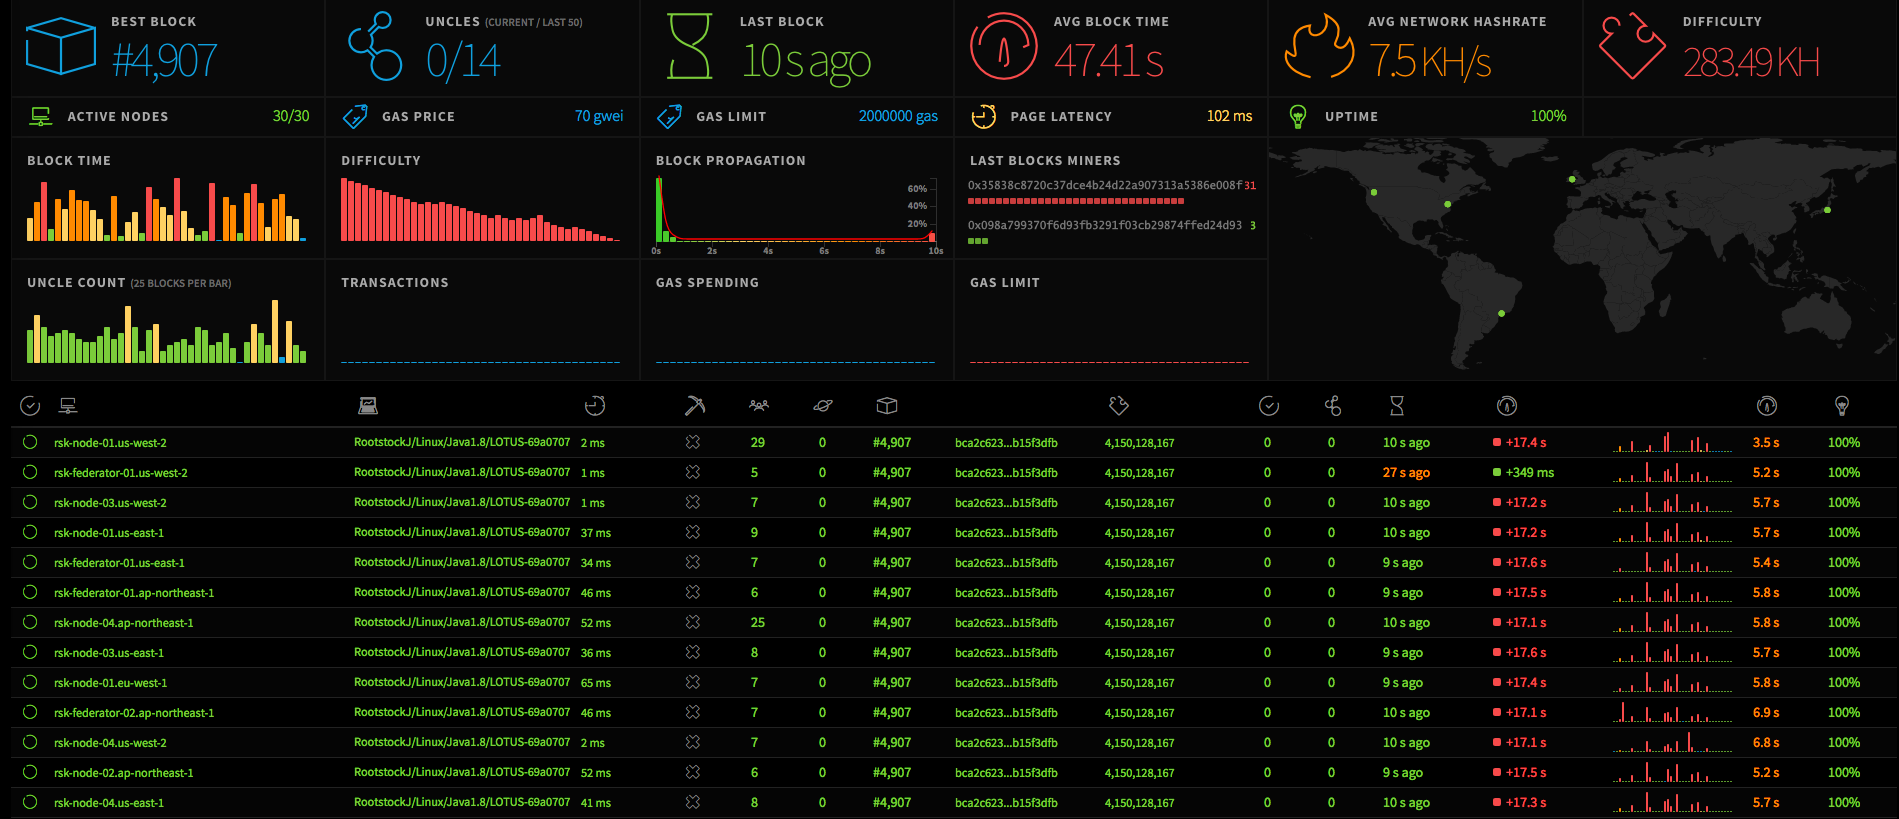 BEST BLOCK
#4,907
UNCLES (CURRENT / LAST 50)
0/14
LAST BLOCK
10 s ago
AVG BLOCK TIME
47.41 s
AVG NETWORK HASHRATE
7.5 KH/s
DIFFICULTY
283.49 KH
ACTIVE NODES 30/30
GAS PRICE 70 gwei
GAS LIMIT 2000000 gas
PAGE LATENCY 102 ms
UPTIME 100%
BLOCK TIME
DIFFICULTY
BLOCK PROPAGATION
60%
40%
20%
0s 2s 4s 6s 8s 10s
LAST BLOCKS MINERS
0x35838c8720c37dce4b24d22a907313a5386e008f 31
0x098a799370f6d93fb3291f03cb29874ffed24d93 3
UNCLE COUNT (25 BLOCKS PER BAR)
TRANSACTIONS
GAS SPENDING
GAS LIMIT
rsk-node-01.us-west-2 RootstockJ/Linux/Java1.8/LOTUS-69a0707 2 ms 29 0 #4,907 bca2c623...b15f3dfb 4,150,128,167 0 0 10 s ago +17.4 s 3.5 s 100%
rsk-federator-01.us-west-2 RootstockJ/Linux/Java1.8/LOTUS-69a0707 1 ms 5 0 #4,907 bca2c623...b15f3dfb 4,150,128,167 0 0 27 s ago +349 ms 5.2 s 100%
rsk-node-03.us-west-2 RootstockJ/Linux/Java1.8/LOTUS-69a0707 1 ms 7 0 #4,907 bca2c623...b15f3dfb 4,150,128,167 0 0 10 s ago +17.2 s 5.7 s 100%
rsk-node-01.us-east-1 RootstockJ/Linux/Java1.8/LOTUS-69a0707 37 ms 9 0 #4,907 bca2c623...b15f3dfb 4,150,128,167 0 0 10 s ago +17.2 s 5.7 s 100%
rsk-federator-01.us-east-1 RootstockJ/Linux/Java1.8/LOTUS-69a0707 34 ms 7 0 #4,907 bca2c623...b15f3dfb 4,150,128,167 0 0 9 s ago +17.6 s 5.4 s 100%
rsk-federator-01.ap-northeast-1 RootstockJ/Linux/Java1.8/LOTUS-69a0707 46 ms 6 0 #4,907 bca2c623...b15f3dfb 4,150,128,167 0 0 9 s ago +17.5 s 5.8 s 100%
rsk-node-04.ap-northeast-1 RootstockJ/Linux/Java1.8/LOTUS-69a0707 52 ms 25 0 #4,907 bca2c623...b15f3dfb 4,150,128,167 0 0 10 s ago +17.1 s 5.8 s 100%
rsk-node-03.us-east-1 RootstockJ/Linux/Java1.8/LOTUS-69a0707 36 ms 8 0 #4,907 bca2c623...b15f3dfb 4,150,128,167 0 0 9 s ago +17.6 s 5.7 s 100%
rsk-node-01.eu-west-1 RootstockJ/Linux/Java1.8/LOTUS-69a0707 65 ms 7 0 #4,907 bca2c623...b15f3dfb 4,150,128,167 0 0 9 s ago +17.4 s 5.8 s 100%
rsk-federator-02.ap-northeast-1 RootstockJ/Linux/Java1.8/LOTUS-69a0707 46 ms 7 0 #4,907 bca2c623...b15f3dfb 4,150,128,167 0 0 10 s ago +17.1 s 6.9 s 100%
rsk-node-04.us-west-2 RootstockJ/Linux/Java1.8/LOTUS-69a0707 2 ms 7 0 #4,907 bca2c623...b15f3dfb 4,150,128,167 0 0 10 s ago +17.1 s 6.8 s 100%
rsk-node-02.ap-northeast-1 RootstockJ/Linux/Java1.8/LOTUS-69a0707 52 ms 6 0 #4,907 bca2c623...b15f3dfb 4,150,128,167 0 0 9 s ago +17.5 s 5.2 s 100%
rsk-node-04.us-east-1 RootstockJ/Linux/Java1.8/LOTUS-69a0707 41 ms 8 0 #4,907 bca2c623...b15f3dfb 4,150,128,167 0 0 10 s ago +17.3 s 5.7 s 100%